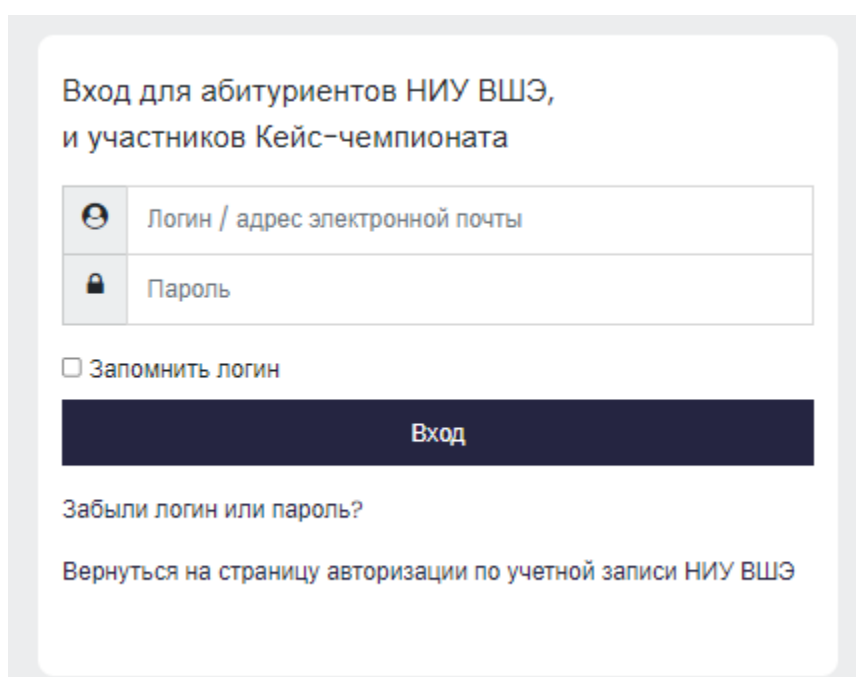 Вход для абитуриентов НИУ ВШЭ,
и участников Кейс-чемпионата
Логин / адрес электронной почты
Пароль
Запомнить логин
Вход
Забыли логин или пароль?
Вернуться на страницу авторизации по учетной записи НИУ ВШЭ